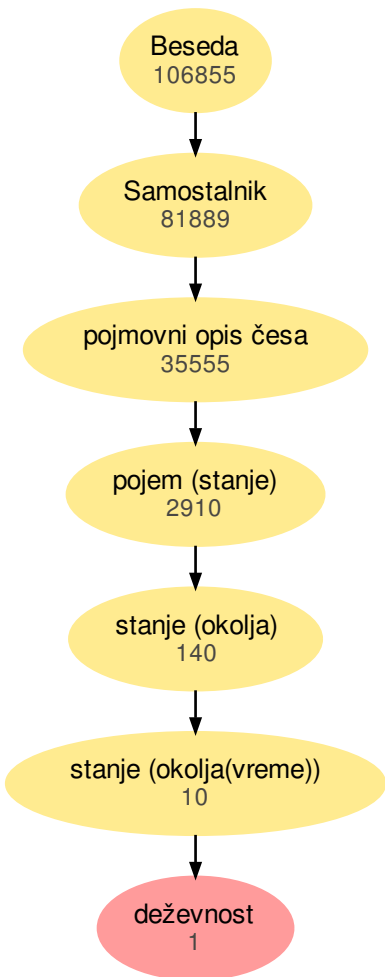 Beseda
106855
Samostalnik
81889
pojmovni opis česa
35555
pojem (stanje)
2910
stanje (okolja)
140
stanje (okolja(vreme))
10
deževnost
1